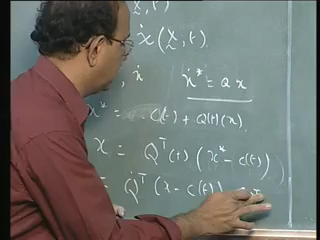 x, t)
ẋ(x, t).
, ẋ ẋ* = Q ẋ
x* = c(t) + Q(t)(x).
x = Qᵀ(t) (x* - c(t))
= Q̇ᵀ (x - c(t))